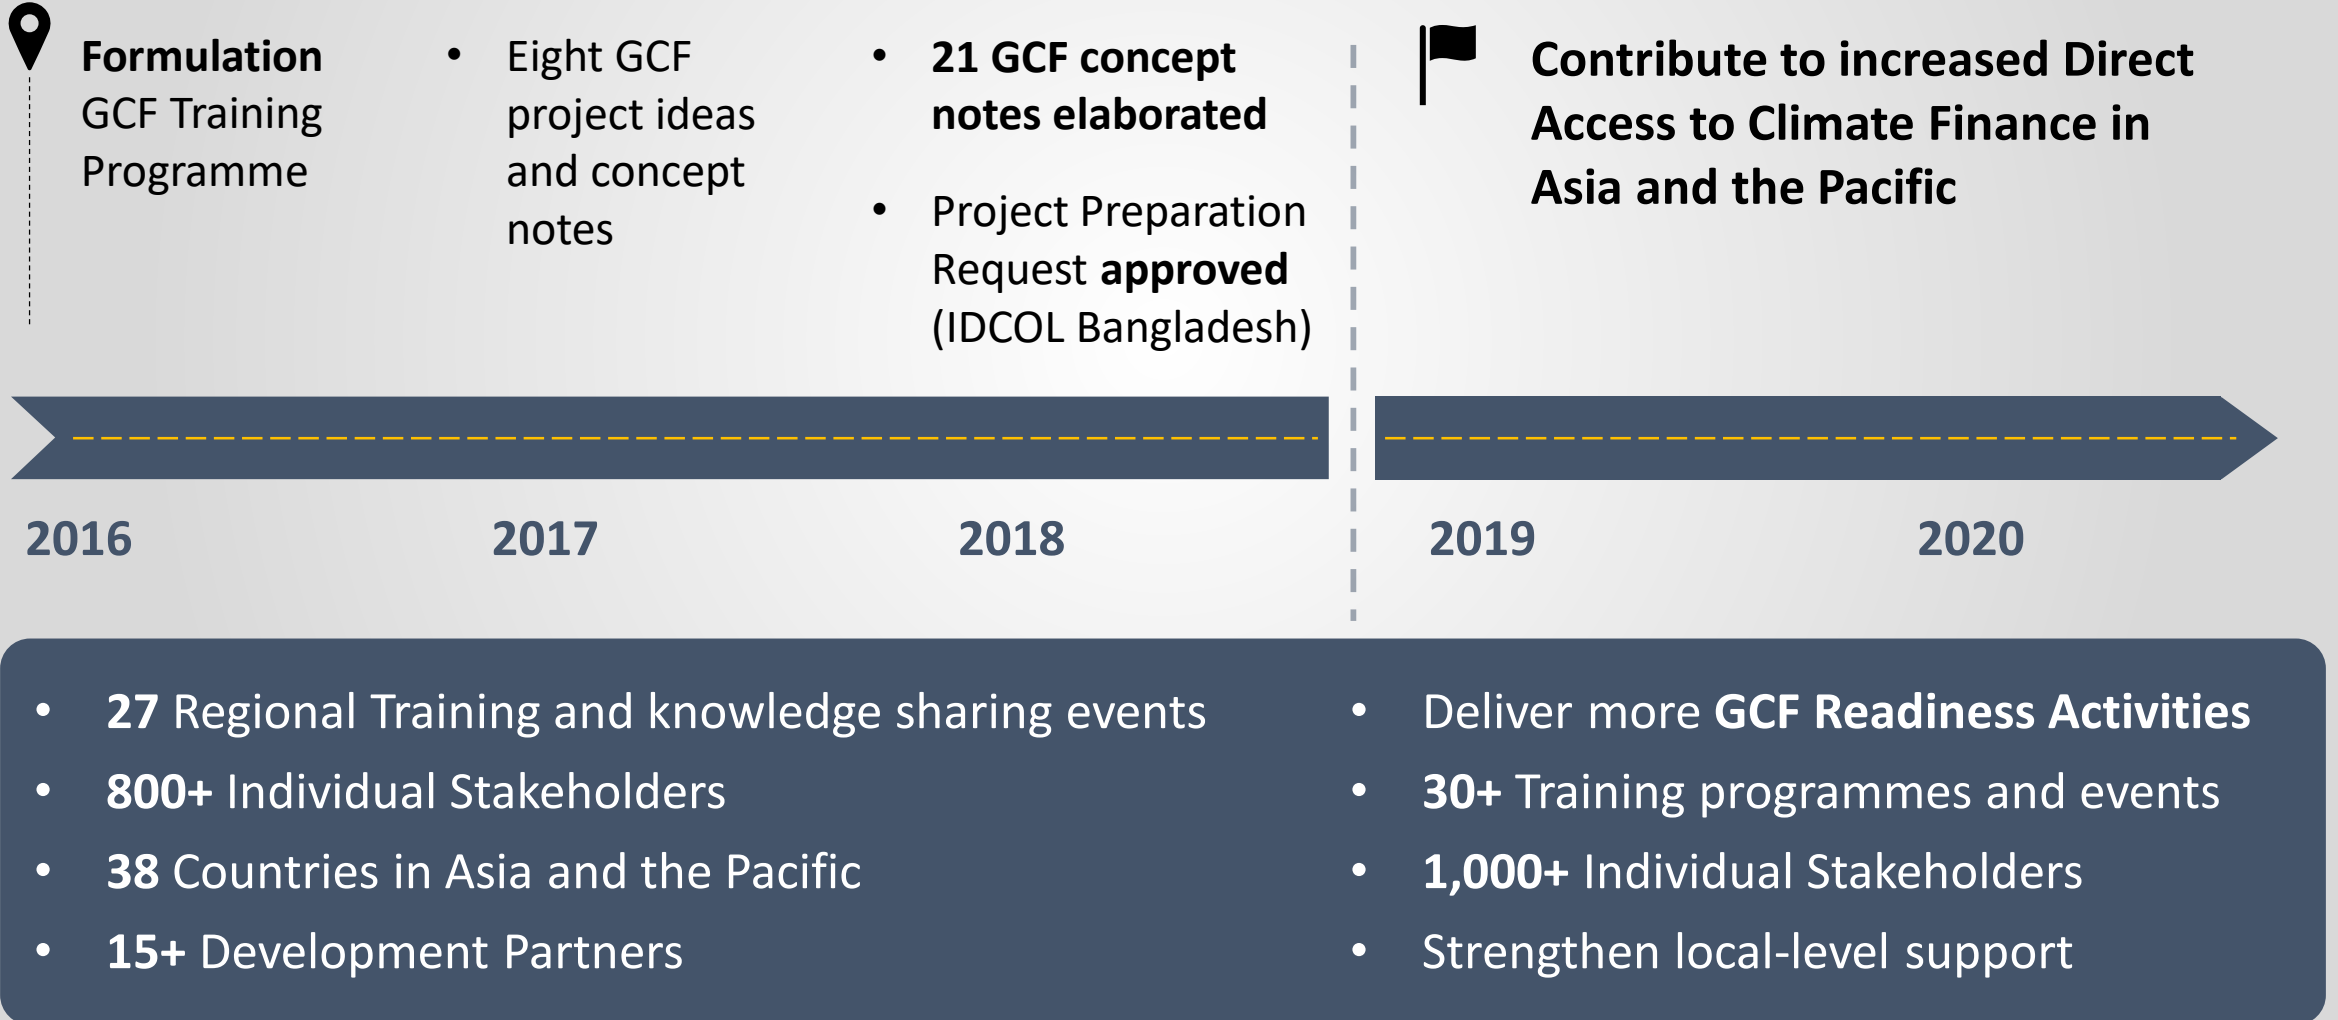 Formulation
GCF Training
Programme
• Eight GCF
project ideas
and concept
notes
• 21 GCF concept
notes elaborated
• Project Preparation
Request approved
(IDCOL Bangladesh)
Contribute to increased Direct
Access to Climate Finance in
Asia and the Pacific
2016
2017
2018
2019
2020
• 27 Regional Training and knowledge sharing events
• 800+ Individual Stakeholders
• 38 Countries in Asia and the Pacific
• 15+ Development Partners
• Deliver more GCF Readiness Activities
• 30+ Training programmes and events
• 1,000+ Individual Stakeholders
• Strengthen local-level support